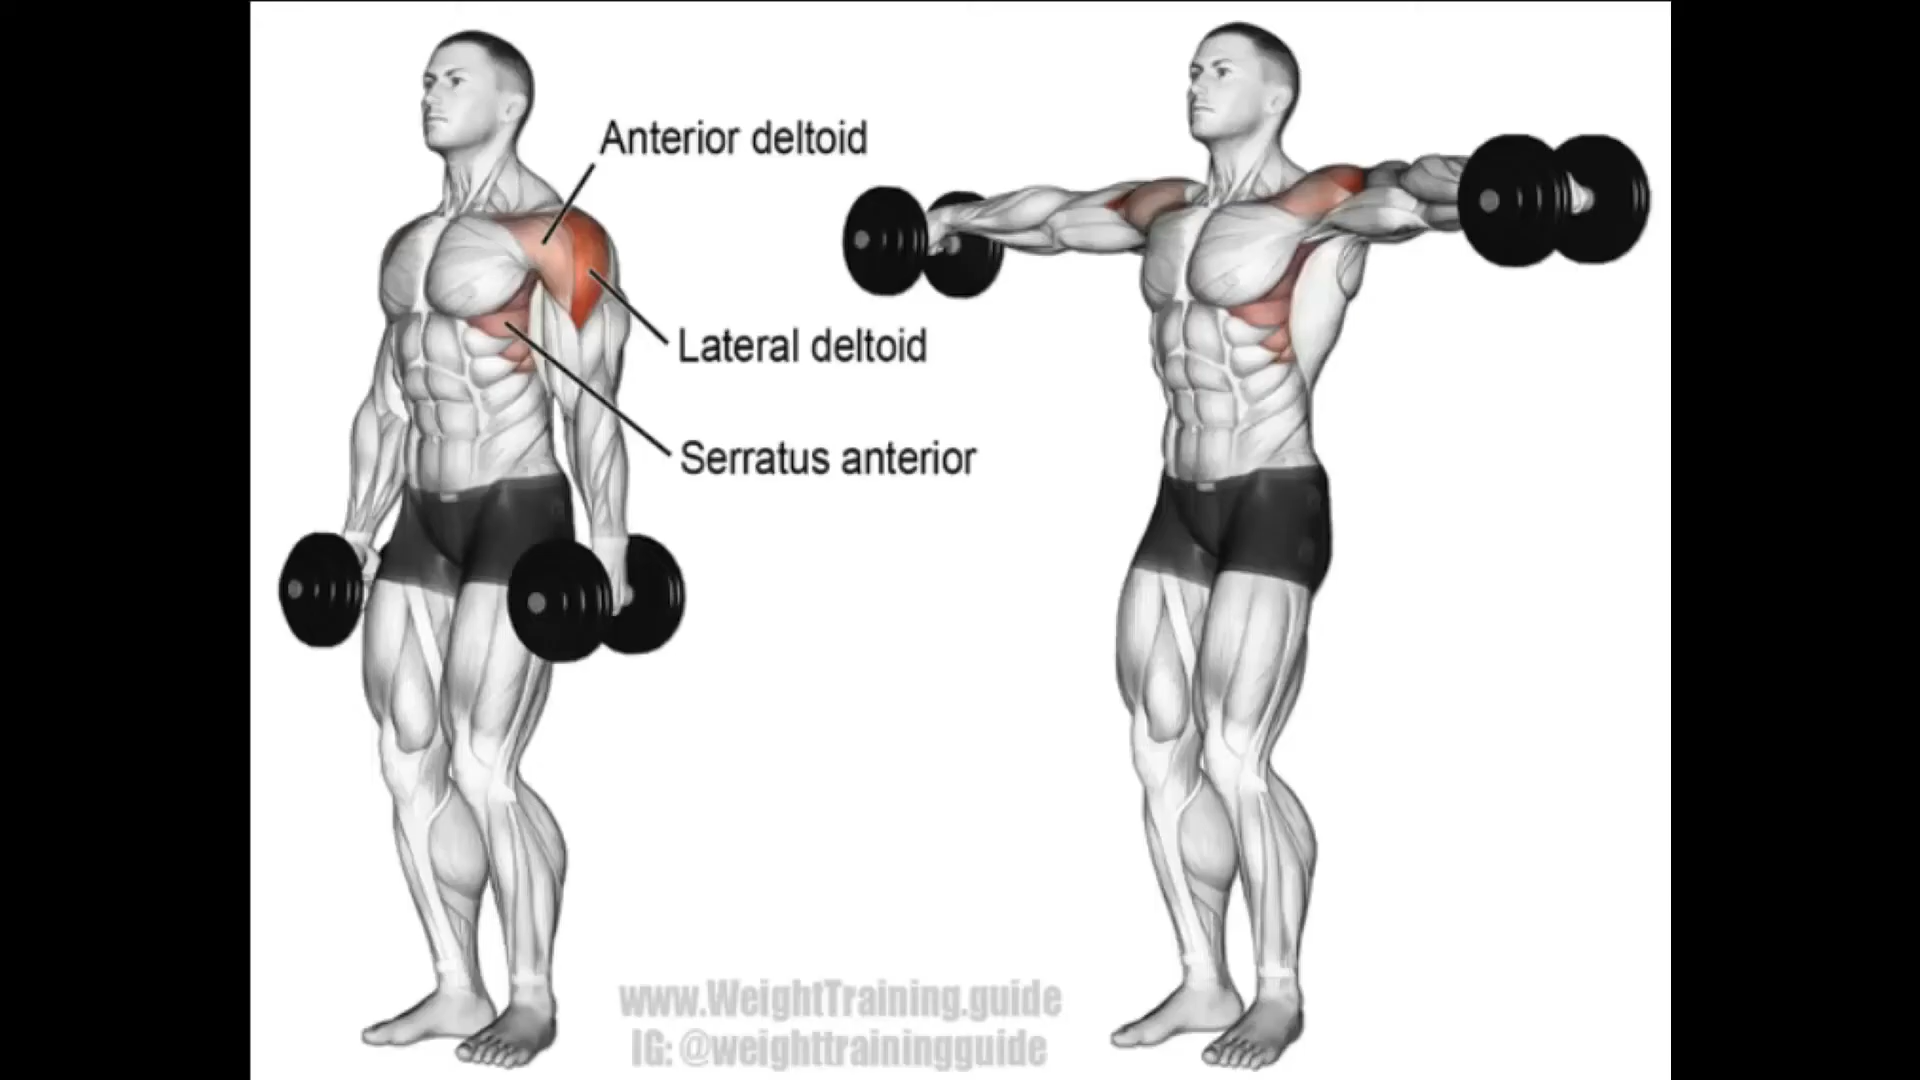 Anterior deltoid
Lateral deltoid
Serratus anterior
www.WeightTraining.guide
IG: @weighttrainingguide